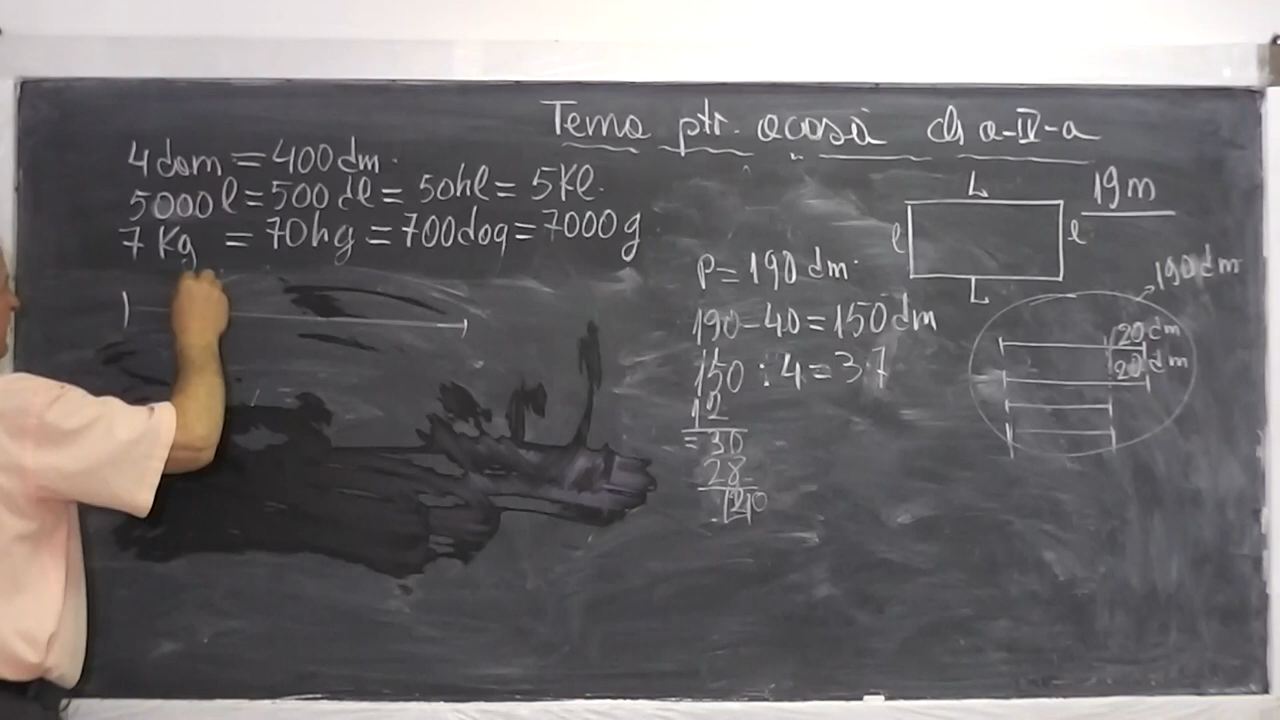 Tema ptr. acasă cls a-IV-a
4 dam = 400 dm.
5000 l = 500 dl = 50 hl = 5 Kl.
7 Kg = 70 hg = 700 dag = 7000 g
L
19 m
l
l
L
P = 190 dm.
190 - 40 = 150 dm
150 : 4 = 37
12
= 30
28
190 dm
20 dm
20 dm